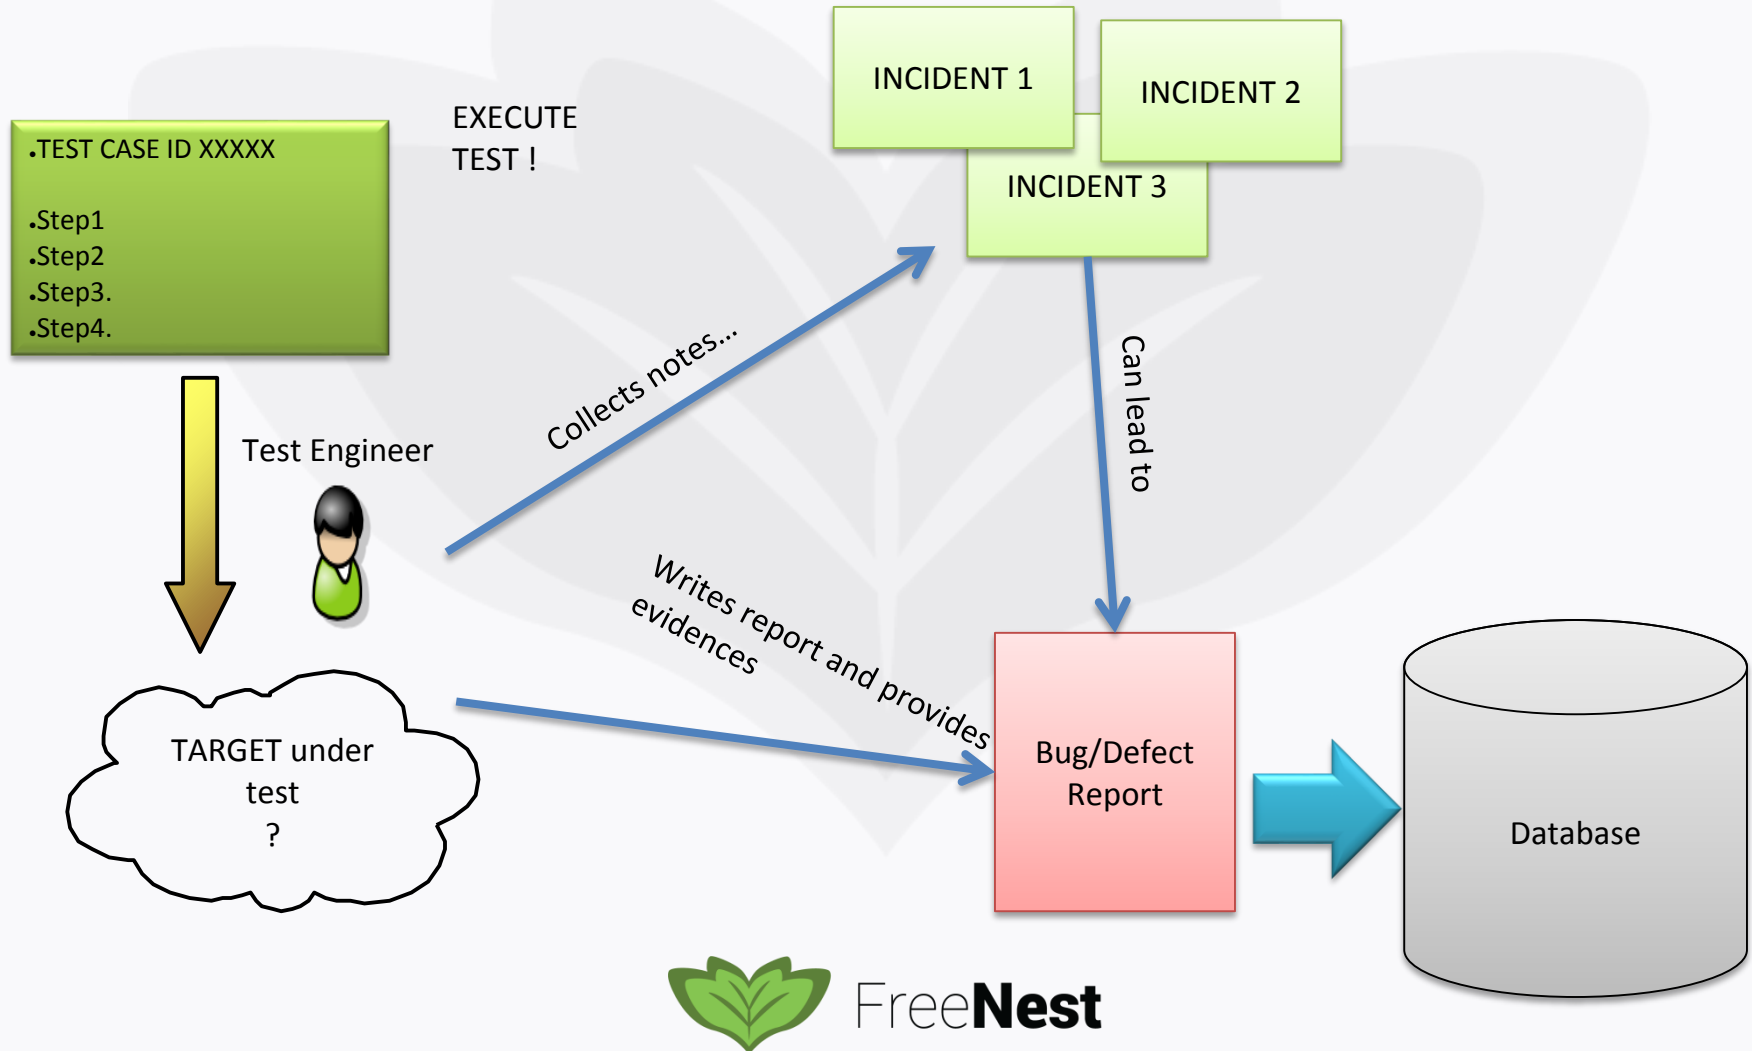 .TEST CASE ID XXXXX
.Step1
.Step2
.Step3.
.Step4.
EXECUTE
TEST !
INCIDENT 1
INCIDENT 2
INCIDENT 3
Test Engineer
Collects notes...
Can lead to
Writes report and provides
evidences
TARGET under
test
?
Bug/Defect
Report
Database
FreeNest